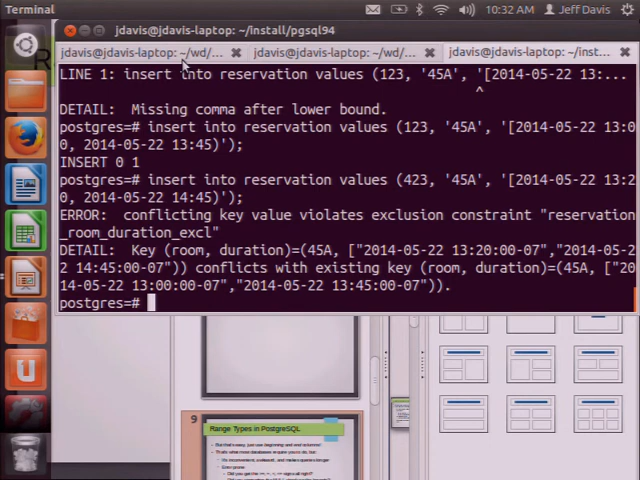 Terminal
10:32 AM
Jeff Davis
jdavis@jdavis-laptop: ~/install/pgsql94
jdavis@jdavis-laptop: ~/wd/...
jdavis@jdavis-laptop: ~/wd/...
jdavis@jdavis-laptop: ~/inst...
LINE 1: insert into reservation values (123, '45A', '[2014-05-22 13:...
^
DETAIL:  Missing comma after lower bound.
postgres=# insert into reservation values (123, '45A', '[2014-05-22 13:0
0, 2014-05-22 13:45)');
INSERT 0 1
postgres=# insert into reservation values (423, '45A', '[2014-05-22 13:2
0, 2014-05-22 14:45)');
ERROR:  conflicting key value violates exclusion constraint "reservation
_room_duration_excl"
DETAIL:  Key (room, duration)=(45A, ["2014-05-22 13:20:00-07","2014-05-2
2 14:45:00-07")) conflicts with existing key (room, duration)=(45A, ["20
14-05-22 13:00:00-07","2014-05-22 13:45:00-07")).
postgres=#
9
Range Types in PostgreSQL